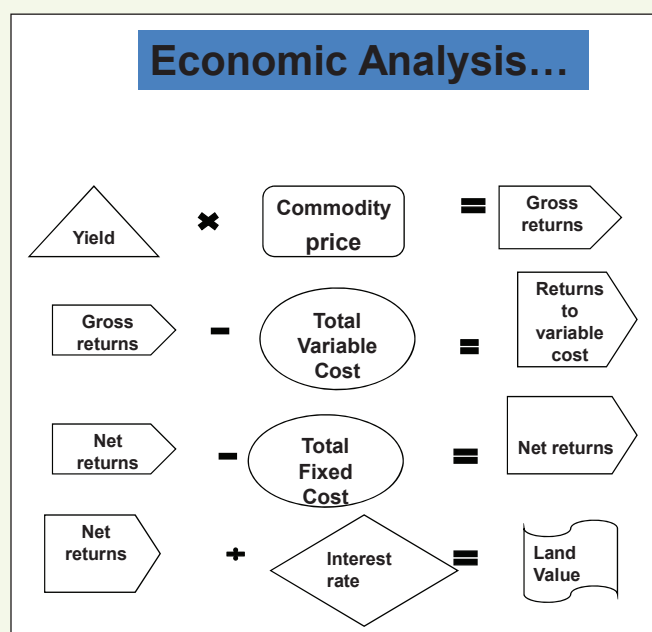 Economic Analysis…
Yield
×
Commodity
price
=
Gross
returns
Gross
returns
-
Total
Variable
Cost
=
Returns
to
variable
cost
Net
returns
-
Total
Fixed
Cost
=
Net returns
Net
returns
+
Interest
rate
=
Land
Value